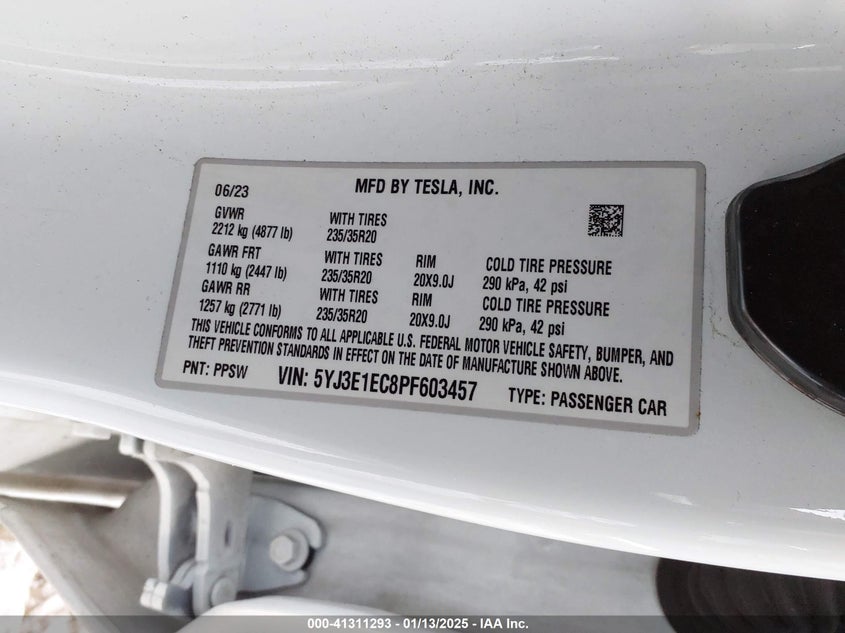 06/23 MFD BY TESLA, INC.
GVWR WITH TIRES
2212 kg (4877 lb) 235/35R20
GAWR FRT WITH TIRES RIM COLD TIRE PRESSURE
1110 kg (2447 lb) 235/35R20 20X9.0J 290 kPa, 42 psi
GAWR RR WITH TIRES RIM COLD TIRE PRESSURE
1257 kg (2771 lb) 235/35R20 20X9.0J 290 kPa, 42 psi
THIS VEHICLE CONFORMS TO ALL APPLICABLE U.S. FEDERAL MOTOR VEHICLE SAFETY, BUMPER, AND
THEFT PREVENTION STANDARDS IN EFFECT ON THE DATE OF MANUFACTURE SHOWN ABOVE.
PNT: PPSW VIN: 5YJ3E1EC8PF603457 TYPE: PASSENGER CAR
000-41311293 - 01/13/2025 - IAA Inc.